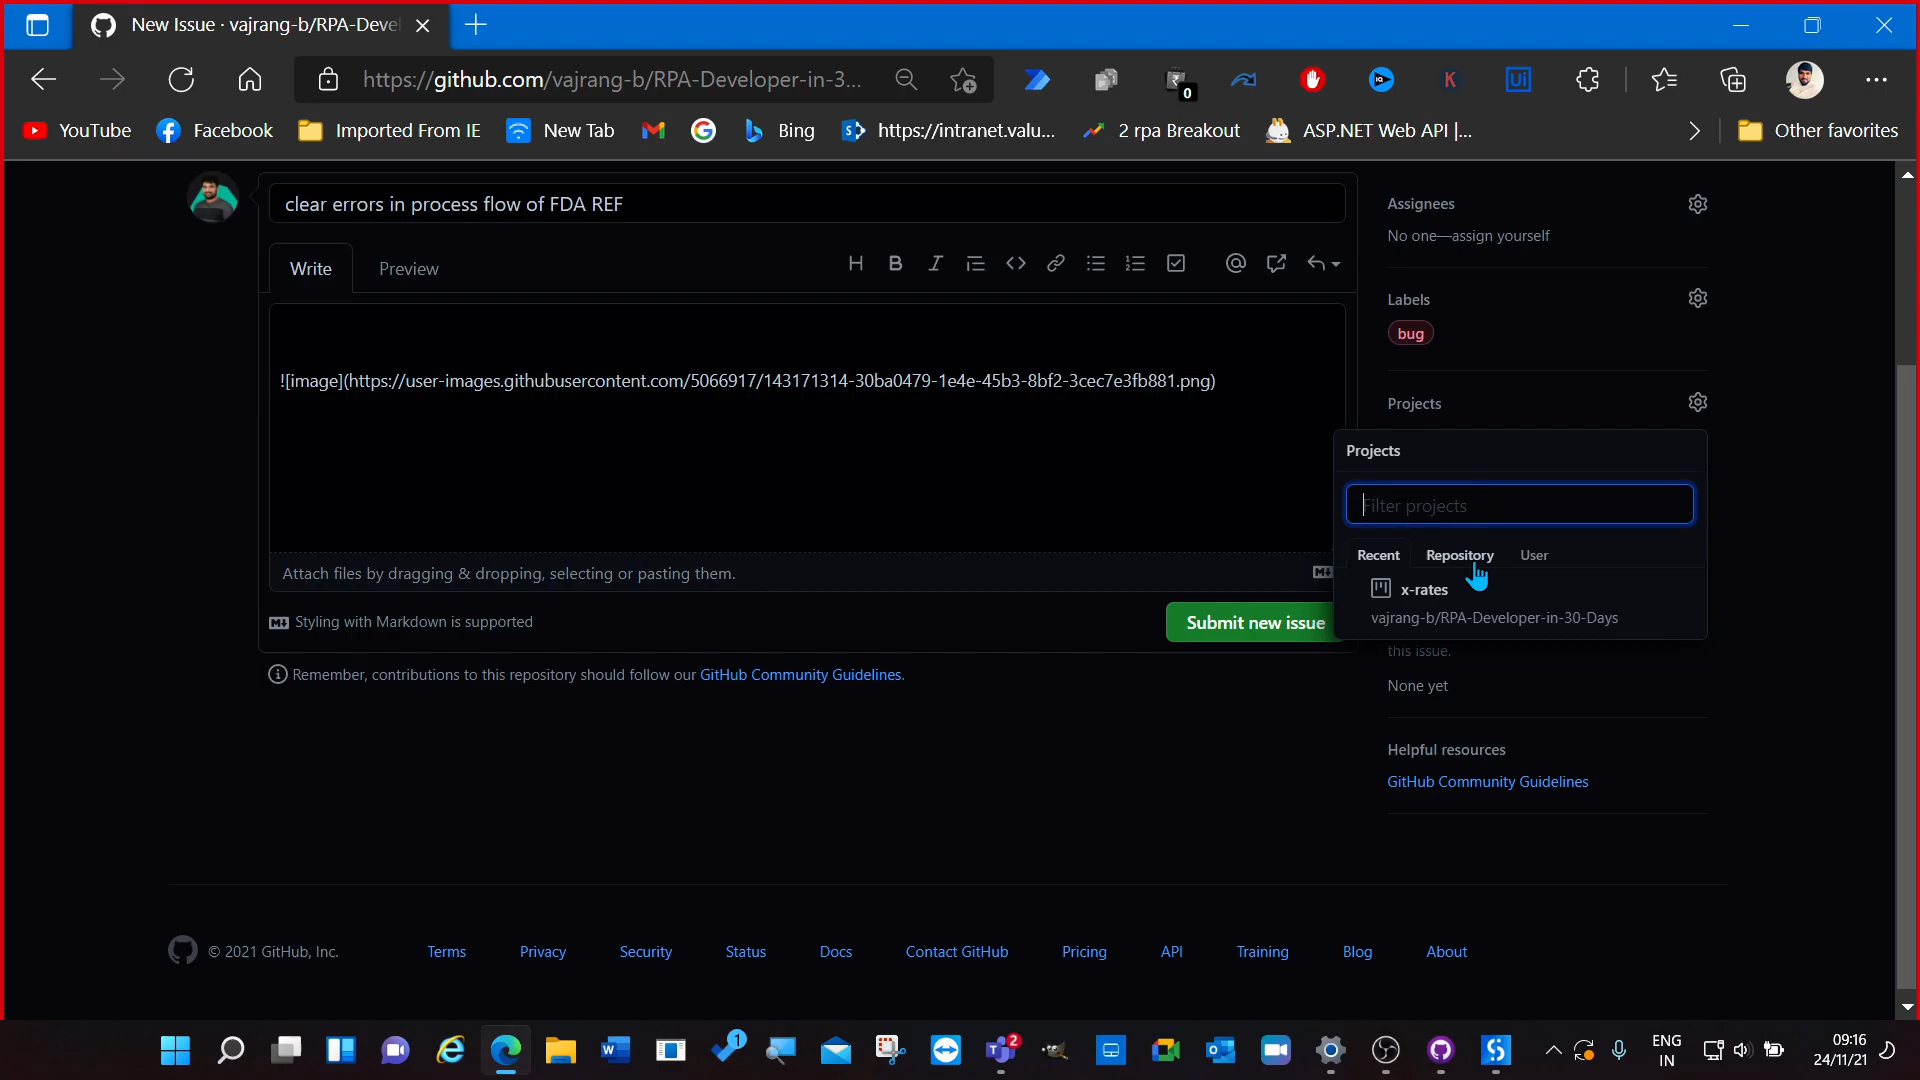 New Issue · vajrang-b/RPA-Deve
https://github.com/vajrang-b/RPA-Developer-in-3...
0
IQ
K
Ui
YouTube
Facebook
Imported From IE
New Tab
Bing
https://intranet.valu...
2 rpa Breakout
ASP.NET Web API |...
Other favorites
clear errors in process flow of FDA REF
Write
Preview
![image](https://user-images.githubusercontent.com/5066917/143171314-30ba0479-1e4e-45b3-8bf2-3cec7e3fb881.png)
Attach files by dragging & dropping, selecting or pasting them.
Styling with Markdown is supported
Submit new issue
Remember, contributions to this repository should follow our GitHub Community Guidelines.
Assignees
No one—assign yourself
Labels
bug
Projects
Projects
Filter projects
Recent
Repository
User
x-rates
vajrang-b/RPA-Developer-in-30-Days
this issue.
None yet
Helpful resources
GitHub Community Guidelines
© 2021 GitHub, Inc.
Terms
Privacy
Security
Status
Docs
Contact GitHub
Pricing
API
Training
Blog
About
1
2
ENG
IN
09:16
24/11/21